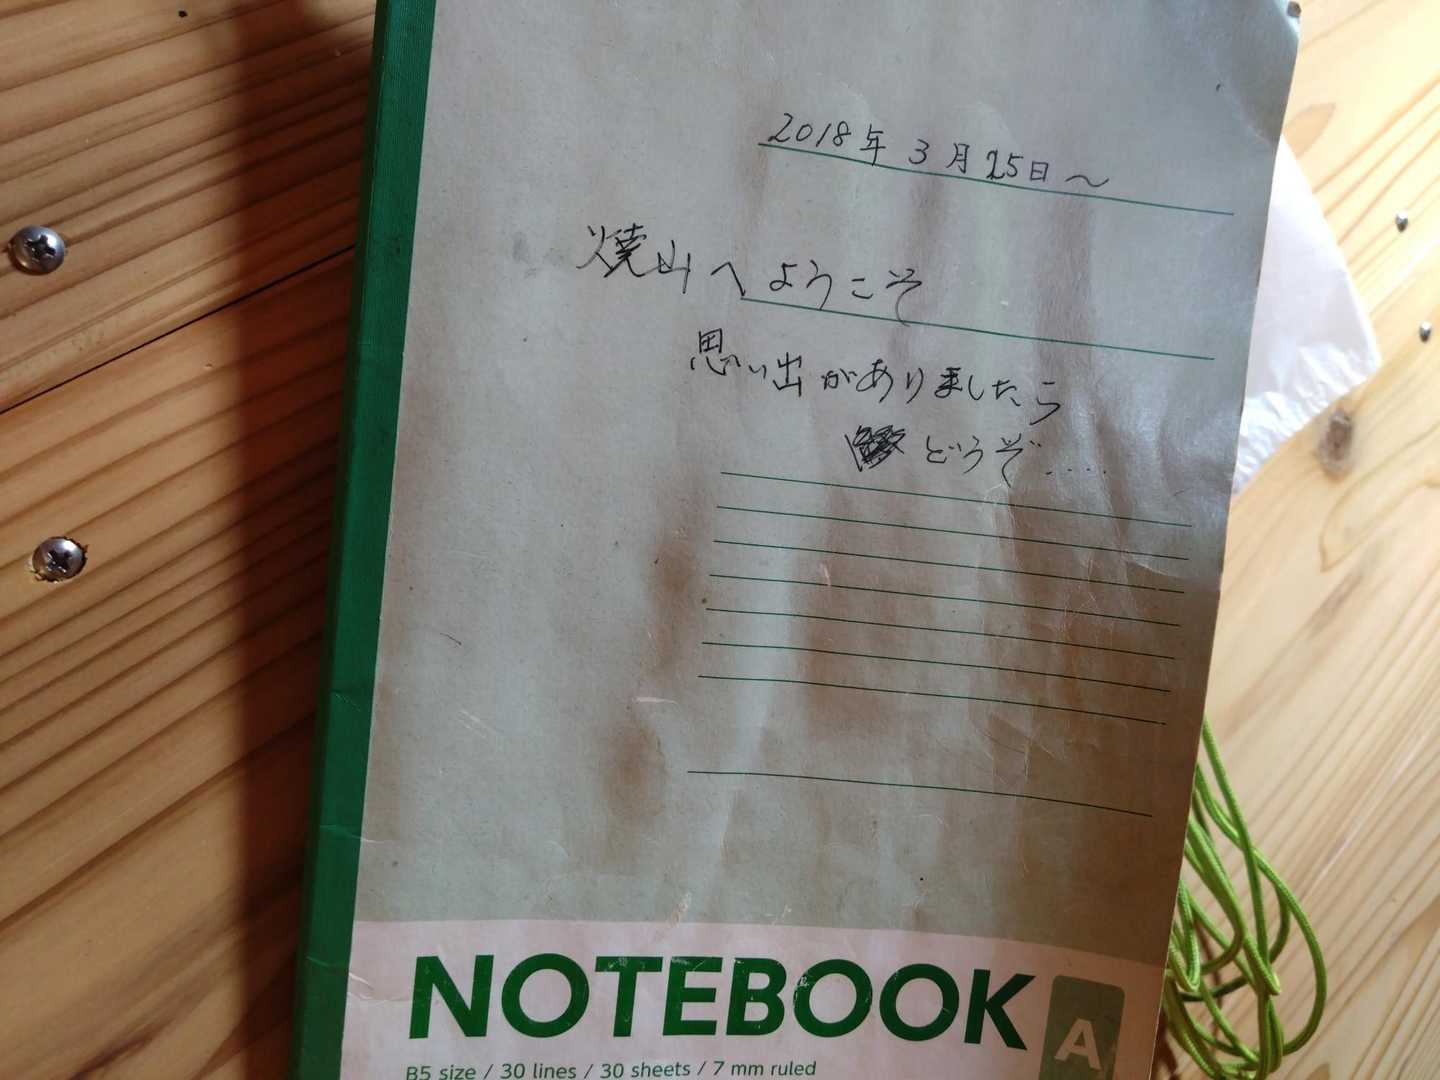 2018年 3月 25日～
焼山へようこそ
思い出がありましたら
どうぞ....
NOTEBOOK
A
B5 size / 30 lines / 30 sheets / 7 mm ruled